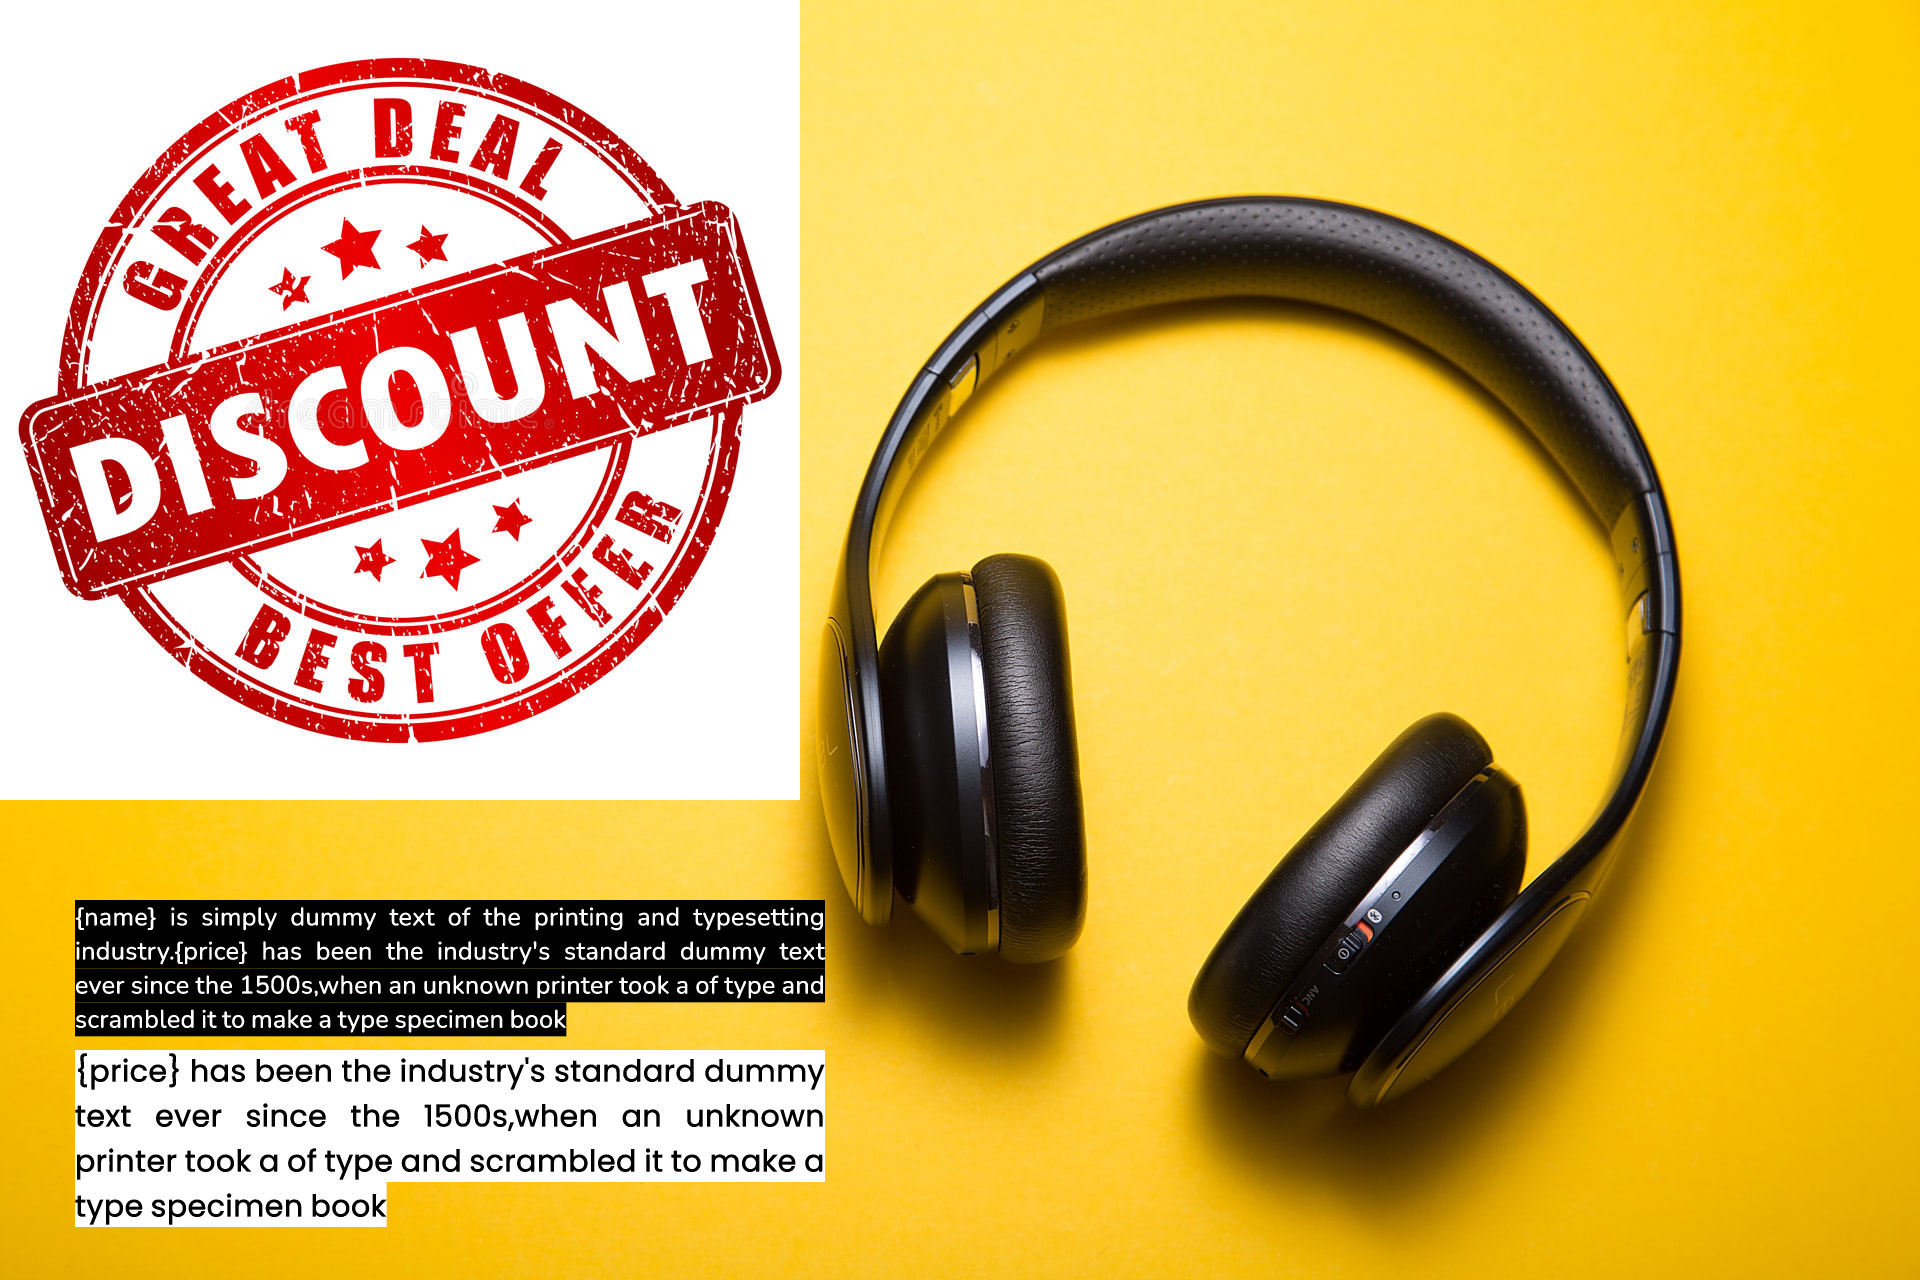 GREAT DEAL
DISCOUNT
dreamstime
BEST OFFER
{name} is simply dummy text of the printing and typesetting
industry.{price} has been the industry's standard dummy text
ever since the 1500s,when an unknown printer took a of type and
scrambled it to make a type specimen book
{price} has been the industry's standard dummy
text ever since the 1500s,when an unknown
printer took a of type and scrambled it to make a
type specimen book
ANC